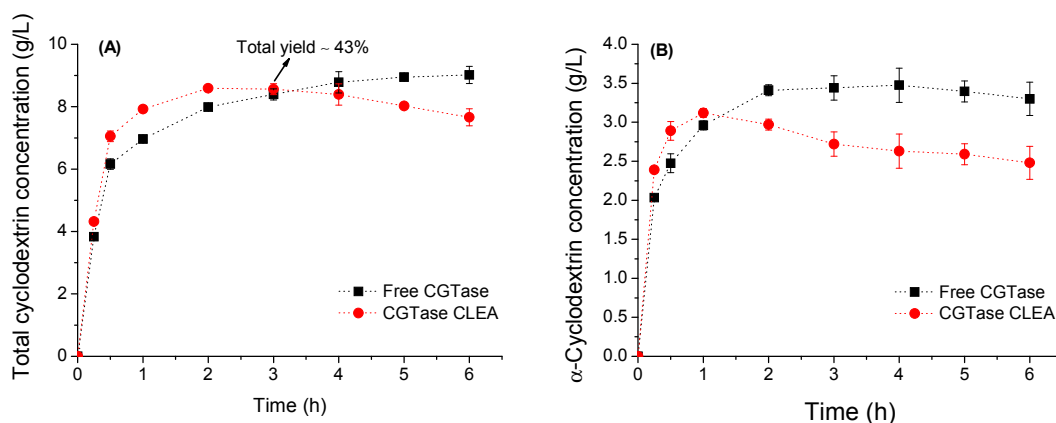 (A)
Total yield ~ 43%
Total cyclodextrin concentration (g/L)
10
8
6
4
2
0
Free CGTase
CGTase CLEA
0 1 2 3 4 5 6
Time (h)
(B)
α-Cyclodextrin concentration (g/L)
4.0
3.5
3.0
2.5
2.0
1.5
1.0
0.5
0.0
Free CGTase
CGTase CLEA
0 1 2 3 4 5 6
Time (h)